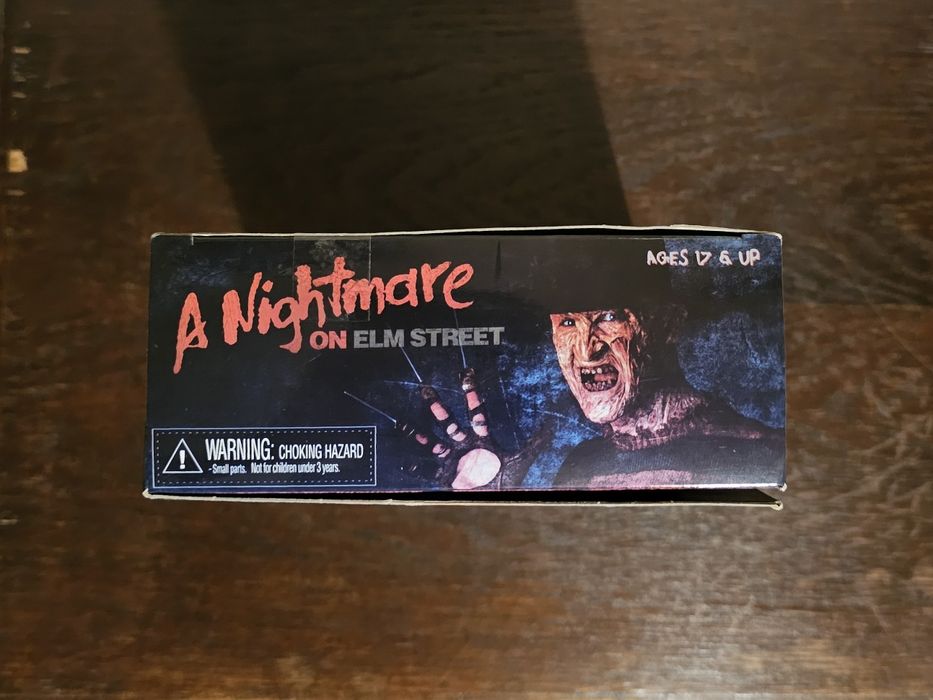 AGES 17 & UP
A Nightmare
ON ELM STREET
WARNING: CHOKING HAZARD
-Small parts. Not for children under 3 years.